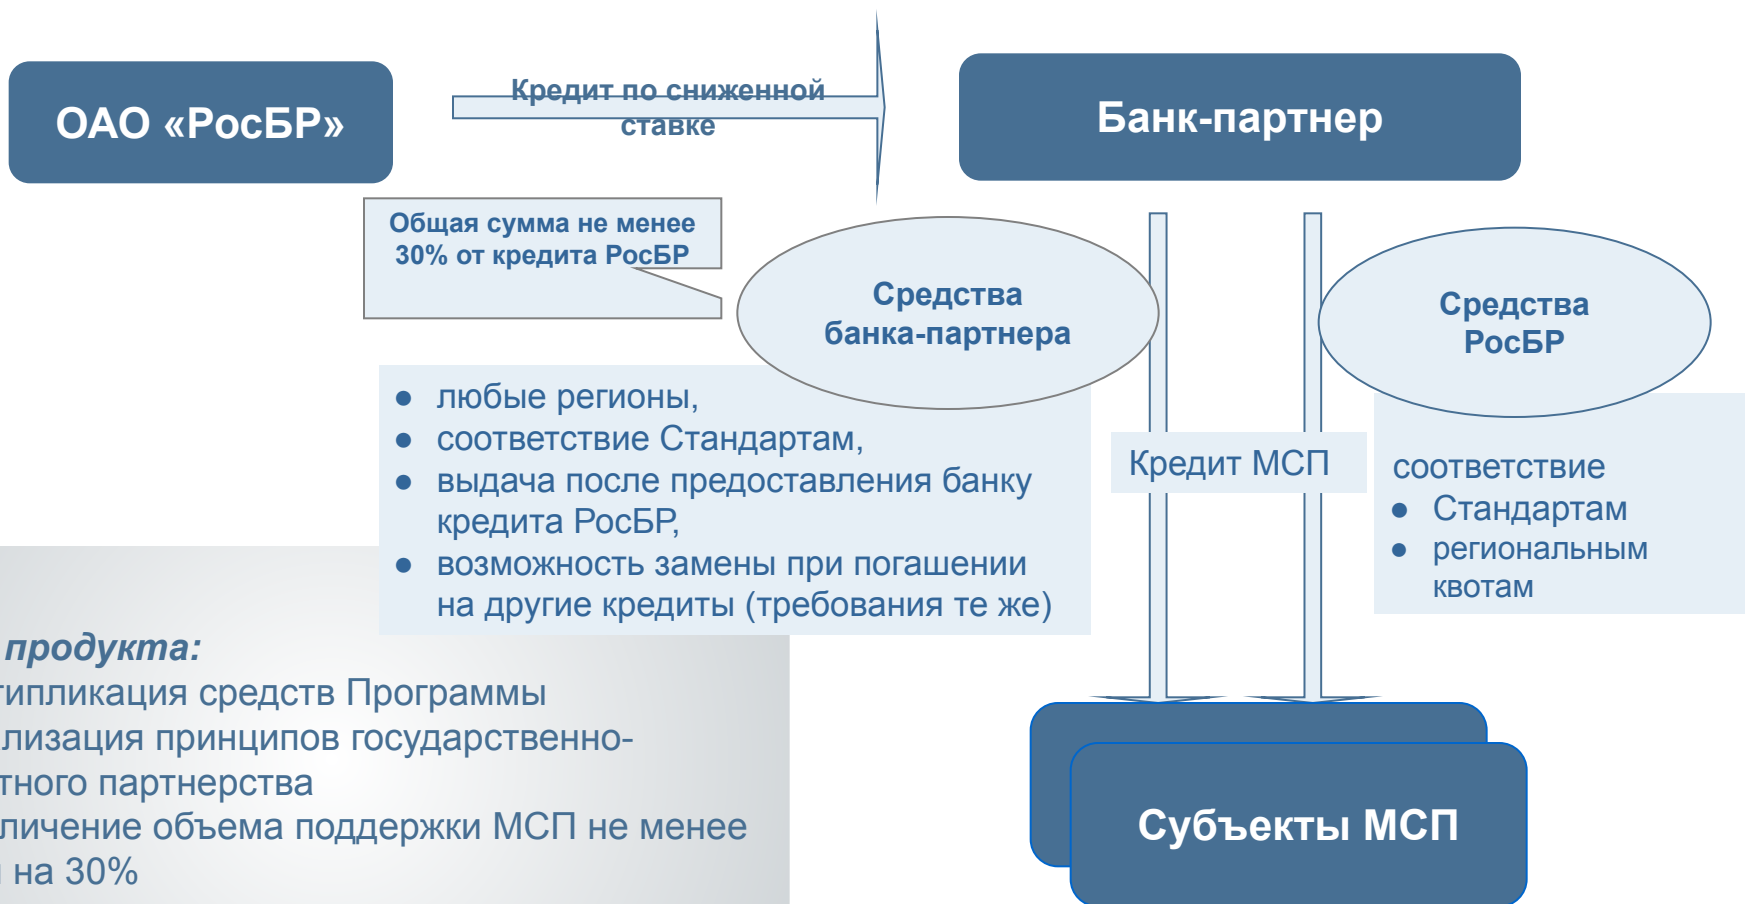 ОАО «РосБР»
Кредит по сниженной
ставке
Банк-партнер
Общая сумма не менее
30% от кредита РосБР
Средства
банка-партнера
Средства
РосБР
● любые регионы,
● соответствие Стандартам,
● выдача после предоставления банку
кредита РосБР,
● возможность замены при погашении
на другие кредиты (требования те же)
Кредит МСП
соответствие
● Стандартам
● региональным
квотам
продукта:
типликация средств Программы
лизация принципов государственно-
тного партнерства
личение объема поддержки МСП не менее
на 30%
Субъекты МСП